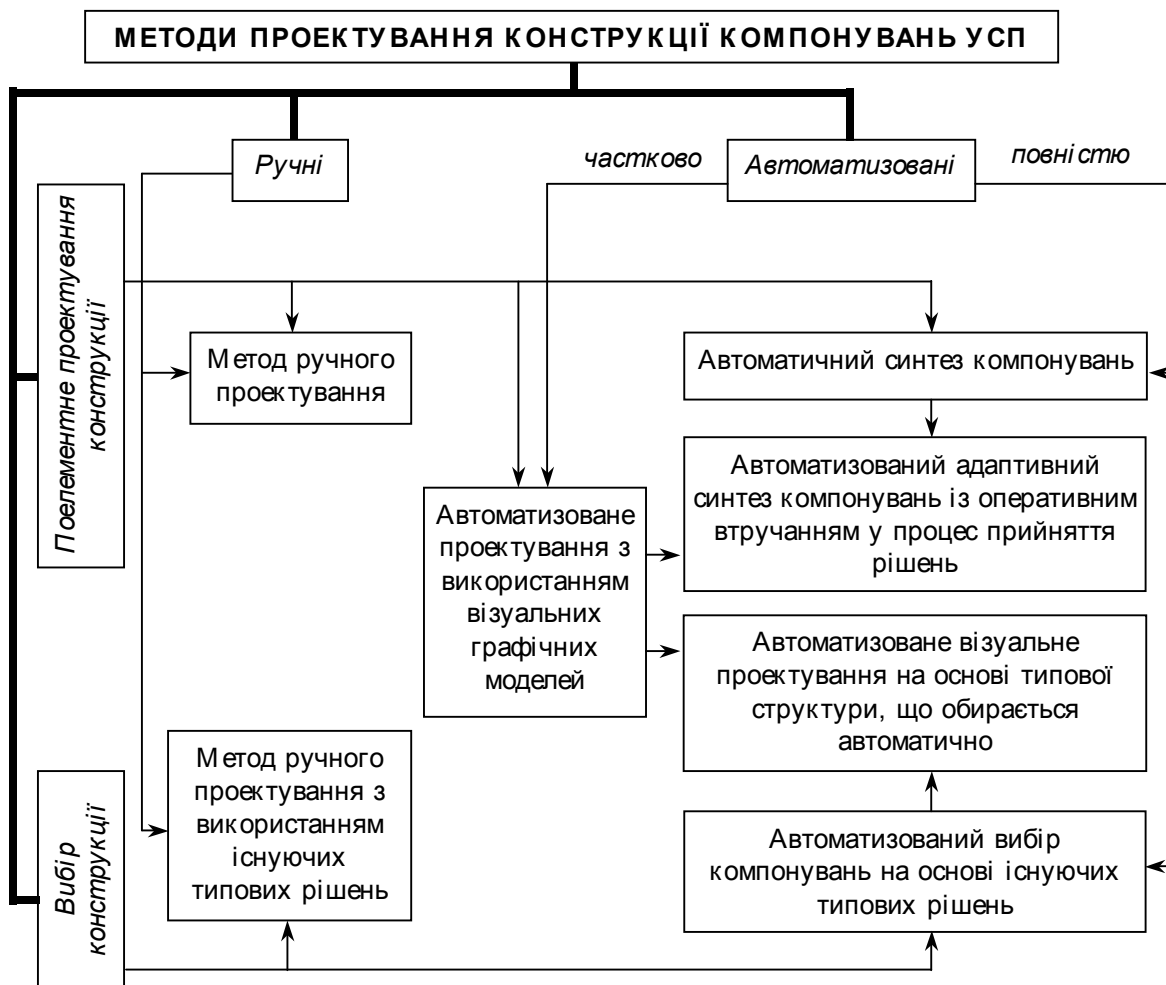 МЕТОДИ ПРОЕКТУВАННЯ КОНСТРУКЦІЇ КОМПОНУВАНЬ УСП
Ручні
частково
Автоматизовані
повністю
Поелементне проектування
конструкції
Метод ручного
проектування
Автоматичний синтез компонувань
Автоматизований адаптивний
синтез компонувань із оперативним
втручанням у процес прийняття
рішень
Автоматизоване
проектування з
використанням
візуальних
графічних
моделей
Автоматизоване візуальне
проектування на основі типової
структури, що обирається
автоматично
Вибір
конструкції
Метод ручного
проектування з
використанням
існуючих
типових рішень
Автоматизований вибір
компонувань на основі існуючих
типових рішень